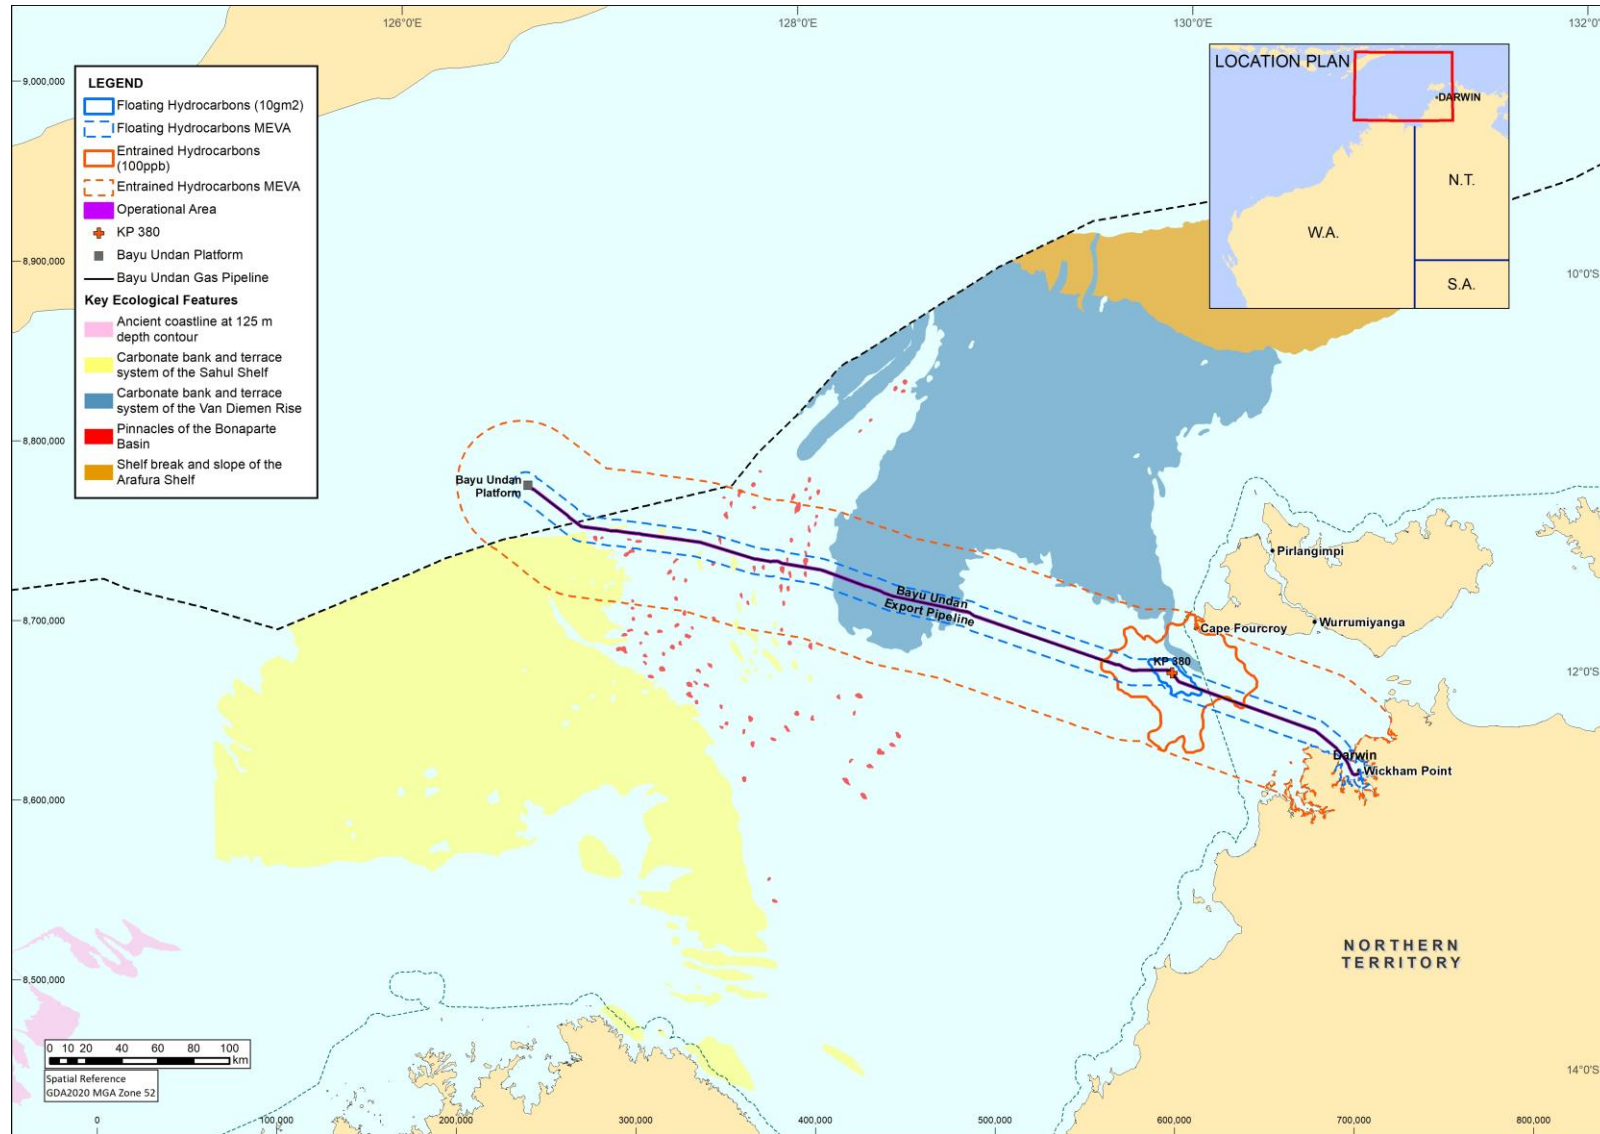 126°0'E
128°0'E
130°0'E
132°0'
9,000,000
8,900,000
8,800,000
8,700,000
8,600,000
8,500,000
LEGEND
Floating Hydrocarbons (10gm2)
Floating Hydrocarbons MEVA
Entrained Hydrocarbons
(100ppb)
Entrained Hydrocarbons MEVA
Operational Area
KP 380
Bayu Undan Platform
Bayu Undan Gas Pipeline
Key Ecological Features
Ancient coastline at 125 m
depth contour
Carbonate bank and terrace
system of the Sahul Shelf
Carbonate bank and terrace
system of the Van Diemen Rise
Pinnacles of the Bonaparte
Basin
Shelf break and slope of the
Arafura Shelf
LOCATION PLAN
DARWIN
N.T.
W.A.
S.A.
10°0'S
Bayu Undan
Platform
Bayu Undan
Export Pipeline
Pirlangimpi
Wurrumiyanga
Cape Fourcroy
KP 380
12°0'S
Darwin
Wickham Point
NORTHERN
TERRITORY
14°0'S
0 10 20 40 60 80 100
km
Spatial Reference
GDA2020 MGA Zone 52
0
100,000
200,000
300,000
400,000
500,000
600,000
700,000
800,000